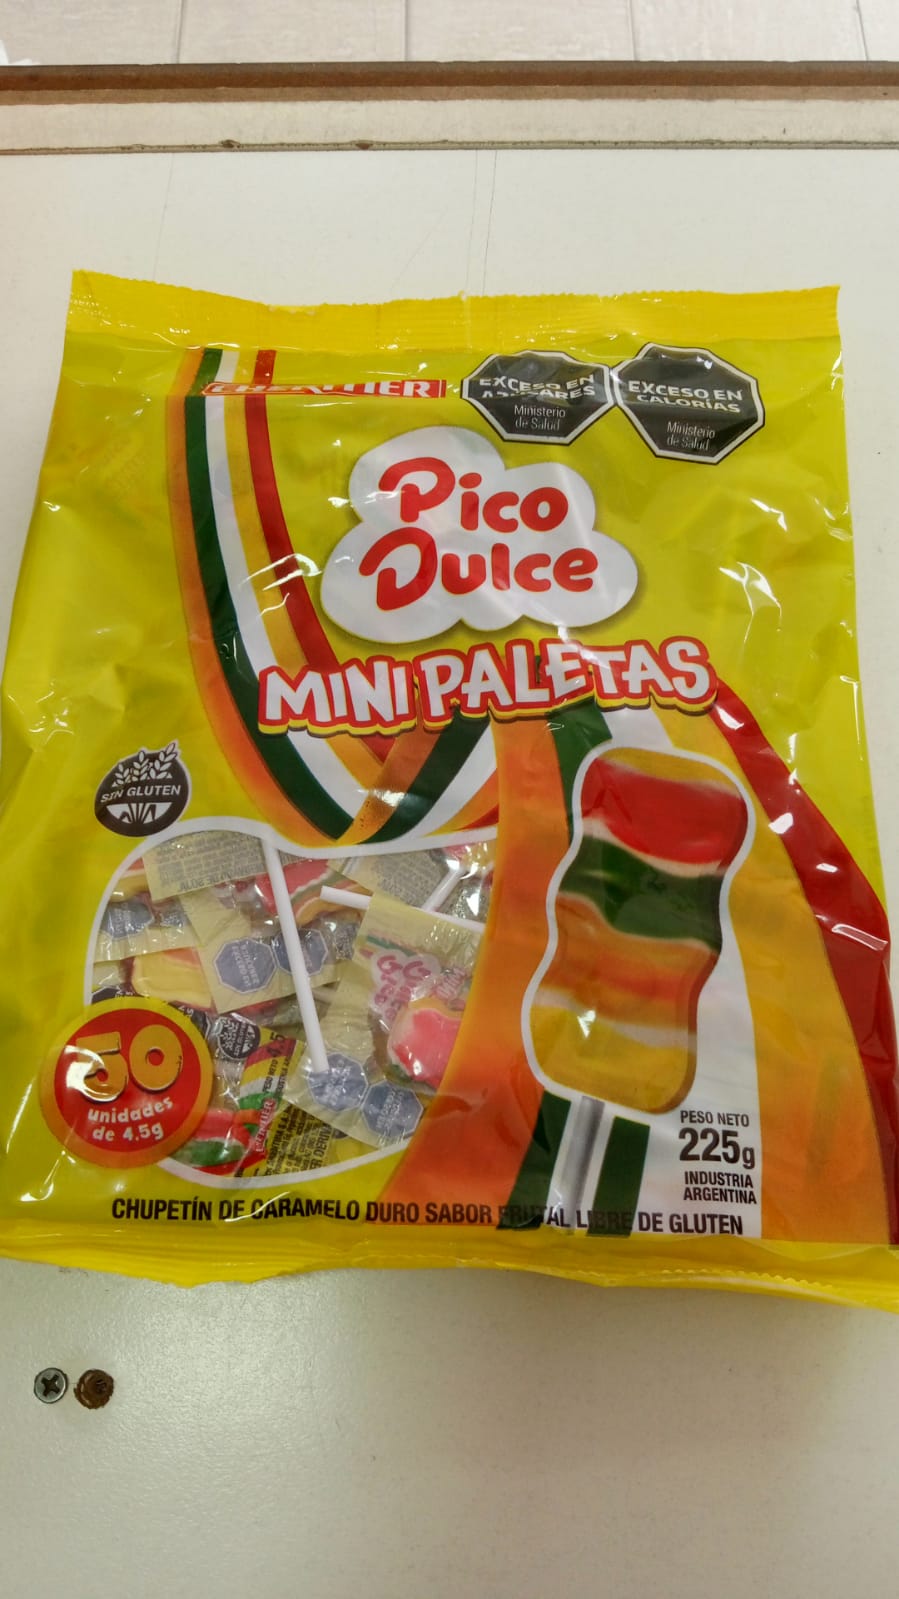 EXCESO EN
AZÚCARES
Ministerio
de Salud
EXCESO EN
CALORÍAS
Ministerio
de Salud
Pico
Dulce
MINI PALETAS
SIN GLUTEN
50
unidades
de 4.5g
PESO NETO
225g
INDUSTRIA
ARGENTINA
CHUPETÍN DE CARAMELO DURO SABOR FRUTAL LIBRE DE GLUTEN